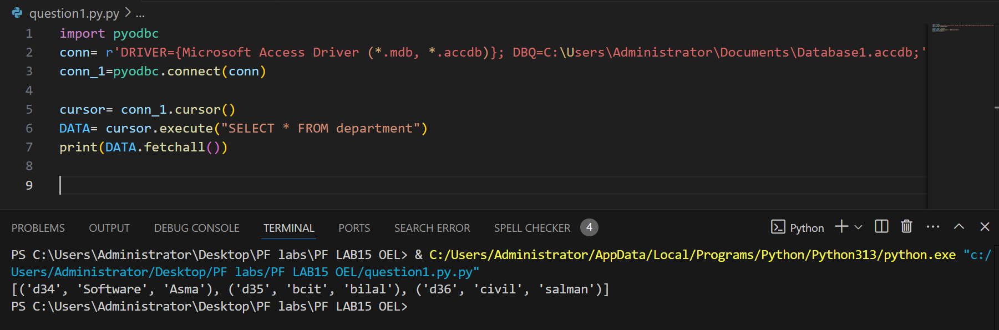 question1.py.py > ...
1 import pyodbc
2 conn= r'DRIVER={Microsoft Access Driver (*.mdb, *.accdb)}; DBQ=C:\Users\Administrator\Documents\Database1.accdb;'
3 conn_1=pyodbc.connect(conn)
4
5 cursor= conn_1.cursor()
6 DATA= cursor.execute("SELECT * FROM department")
7 print(DATA.fetchall())
8
9
PROBLEMS OUTPUT DEBUG CONSOLE TERMINAL PORTS SEARCH ERROR SPELL CHECKER 4 Python
PS C:\Users\Administrator\Desktop\PF labs\PF LAB15 OEL> & C:/Users/Administrator/AppData/Local/Programs/Python/Python313/python.exe "c:/
Users/Administrator/Desktop/PF labs/PF LAB15 OEL/question1.py.py"
[('d34', 'Software', 'Asma'), ('d35', 'bcit', 'bilal'), ('d36', 'civil', 'salman')]
PS C:\Users\Administrator\Desktop\PF labs\PF LAB15 OEL>